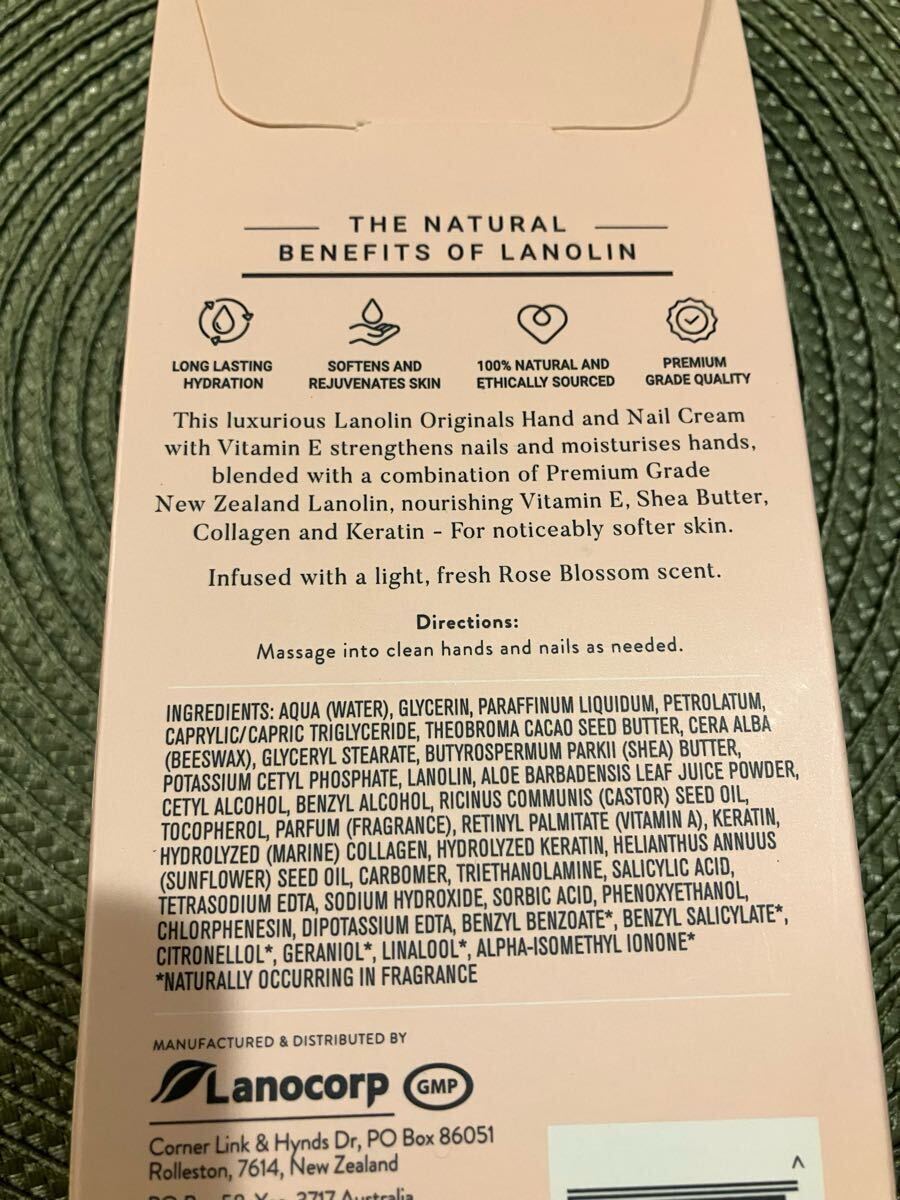 THE NATURAL
BENEFITS OF LANOLIN
LONG LASTING
HYDRATION
SOFTENS AND
REJUVENATES SKIN
100% NATURAL AND
ETHICALLY SOURCED
PREMIUM
GRADE QUALITY
This luxurious Lanolin Originals Hand and Nail Cream
with Vitamin E strengthens nails and moisturises hands,
blended with a combination of Premium Grade
New Zealand Lanolin, nourishing Vitamin E, Shea Butter,
Collagen and Keratin - For noticeably softer skin.
Infused with a light, fresh Rose Blossom scent.
Directions:
Massage into clean hands and nails as needed.
INGREDIENTS: AQUA (WATER), GLYCERIN, PARAFFINUM LIQUIDUM, PETROLATUM,
CAPRYLIC/CAPRIC TRIGLYCERIDE, THEOBROMA CACAO SEED BUTTER, CERA ALBA
(BEESWAX), GLYCERYL STEARATE, BUTYROSPERMUM PARKII (SHEA) BUTTER,
POTASSIUM CETYL PHOSPHATE, LANOLIN, ALOE BARBADENSIS LEAF JUICE POWDER,
CETYL ALCOHOL, BENZYL ALCOHOL, RICINUS COMMUNIS (CASTOR) SEED OIL,
TOCOPHEROL, PARFUM (FRAGRANCE), RETINYL PALMITATE (VITAMIN A), KERATIN,
HYDROLYZED (MARINE) COLLAGEN, HYDROLYZED KERATIN, HELIANTHUS ANNUUS
(SUNFLOWER) SEED OIL, CARBOMER, TRIETHANOLAMINE, SALICYLIC ACID,
TETRASODIUM EDTA, SODIUM HYDROXIDE, SORBIC ACID, PHENOXYETHANOL,
CHLORPHENESIN, DIPOTASSIUM EDTA, BENZYL BENZOATE*, BENZYL SALICYLATE*,
CITRONELLOL*, GERANIOL*, LINALOOL*, ALPHA-ISOMETHYL IONONE*
*NATURALLY OCCURRING IN FRAGRANCE
MANUFACTURED & DISTRIBUTED BY
Lanocorp GMP
Corner Link & Hynds Dr, PO Box 86051
Rolleston, 7614, New Zealand
3717 Australia